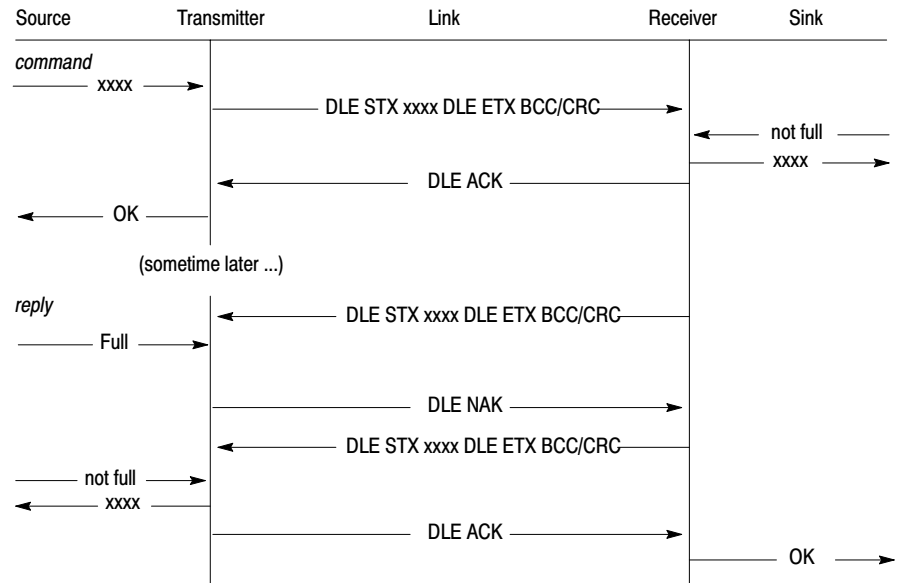 Source Transmitter Link Receiver Sink
command
xxxx
DLE STX xxxx DLE ETX BCC/CRC
not full
xxxx
DLE ACK
OK
(sometime later ...)
reply
DLE STX xxxx DLE ETX BCC/CRC
Full
DLE NAK
DLE STX xxxx DLE ETX BCC/CRC
not full
xxxx
DLE ACK
OK